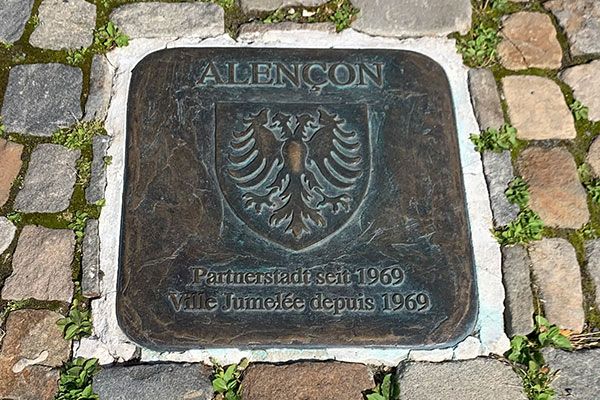 ALENÇON
Partnerstadt seit 1969
Ville Jumelée depuis 1969